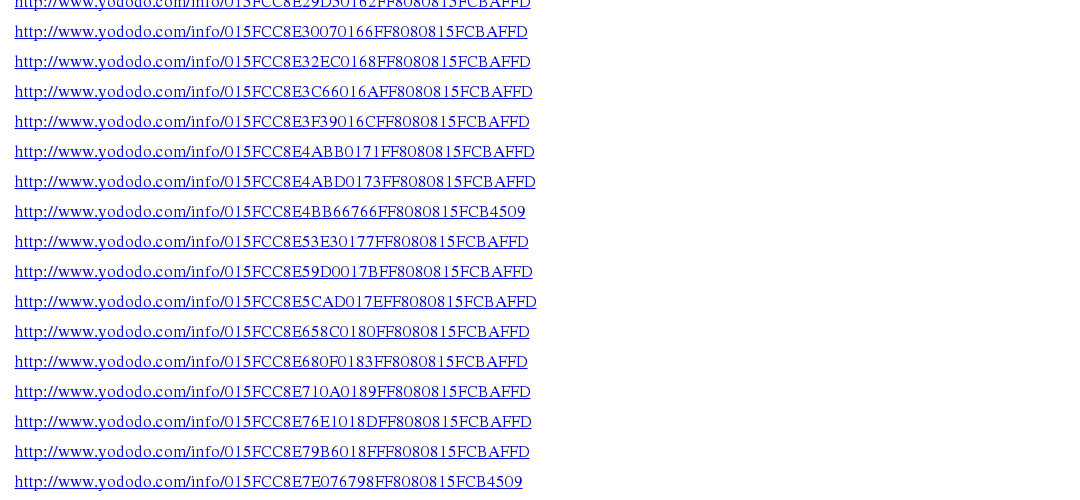 http://www.yododo.com/info/015FCC8E29D50162FF8080815FCBAFFD
http://www.yododo.com/info/015FCC8E30070166FF8080815FCBAFFD
http://www.yododo.com/info/015FCC8E32EC0168FF8080815FCBAFFD
http://www.yododo.com/info/015FCC8E3C66016AFF8080815FCBAFFD
http://www.yododo.com/info/015FCC8E3F39016CFF8080815FCBAFFD
http://www.yododo.com/info/015FCC8E4ABB0171FF8080815FCBAFFD
http://www.yododo.com/info/015FCC8E4ABD0173FF8080815FCBAFFD
http://www.yododo.com/info/015FCC8E4BB66766FF8080815FCB4509
http://www.yododo.com/info/015FCC8E53E30177FF8080815FCBAFFD
http://www.yododo.com/info/015FCC8E59D0017BFF8080815FCBAFFD
http://www.yododo.com/info/015FCC8E5CAD017EFF8080815FCBAFFD
http://www.yododo.com/info/015FCC8E658C0180FF8080815FCBAFFD
http://www.yododo.com/info/015FCC8E680F0183FF8080815FCBAFFD
http://www.yododo.com/info/015FCC8E710A0189FF8080815FCBAFFD
http://www.yododo.com/info/015FCC8E76E1018DFF8080815FCBAFFD
http://www.yododo.com/info/015FCC8E79B6018FFF8080815FCBAFFD
http://www.yododo.com/info/015FCC8E7E076798FF8080815FCB4509